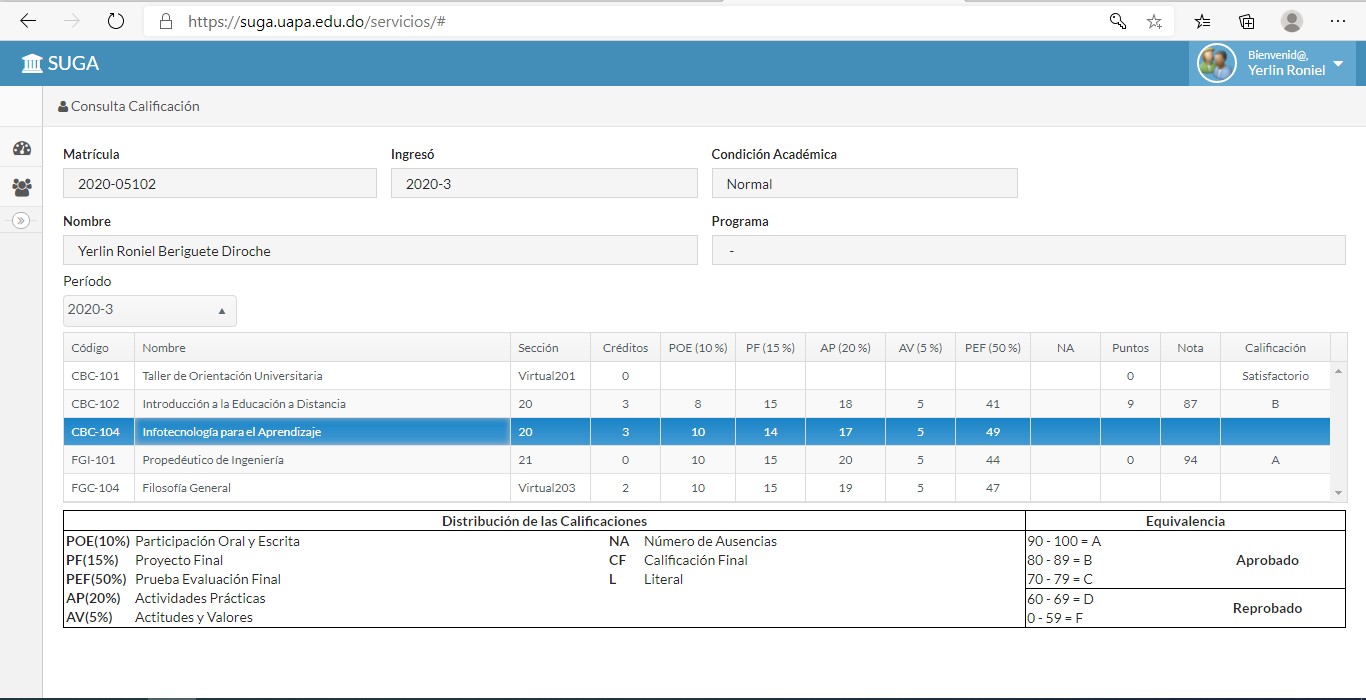 https://suga.uapa.edu.do/servicios/#
SUGA
Bienvenid@,
Yerlin Roniel
Consulta Calificación
Matrícula Ingresó Condición Académica
2020-05102 2020-3 Normal
Nombre Programa
Yerlin Roniel Beriguete Diroche -
Período
2020-3
Código Nombre Sección Créditos POE (10 %) PF (15 %) AP (20 %) AV (5 %) PEF (50 %) NA Puntos Nota Calificación
CBC-101 Taller de Orientación Universitaria Virtual201 0 0 Satisfactorio
CBC-102 Introducción a la Educación a Distancia 20 3 8 15 18 5 41 9 87 B
CBC-104 Infotecnología para el Aprendizaje 20 3 10 14 17 5 49
FGI-101 Propedéutico de Ingeniería 21 0 10 15 20 5 44 0 94 A
FGC-104 Filosofía General Virtual203 2 10 15 19 5 47
Distribución de las Calificaciones Equivalencia
POE(10%) Participación Oral y Escrita NA Número de Ausencias 90 - 100 = A
PF(15%) Proyecto Final CF Calificación Final 80 - 89 = B Aprobado
PEF(50%) Prueba Evaluación Final L Literal 70 - 79 = C
AP(20%) Actividades Prácticas 60 - 69 = D
AV(5%) Actitudes y Valores 0 - 59 = F Reprobado